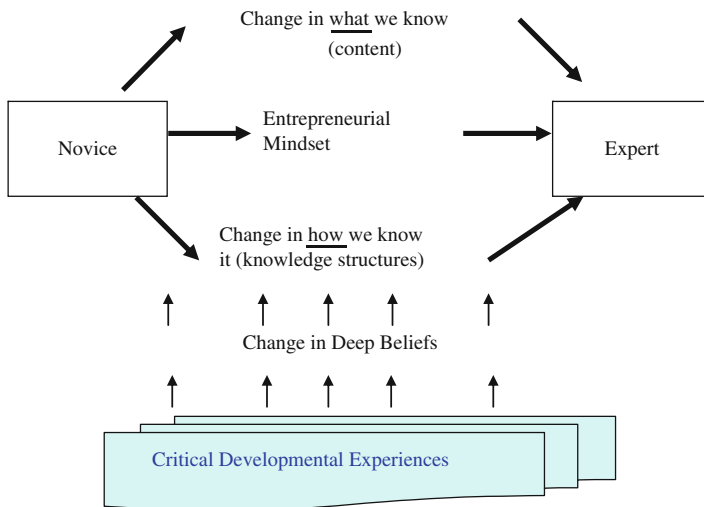 Change in what we know
(content)
Novice
Entrepreneurial
Mindset
Expert
Change in how we know
it (knowledge structures)
Change in Deep Beliefs
Critical Developmental Experiences